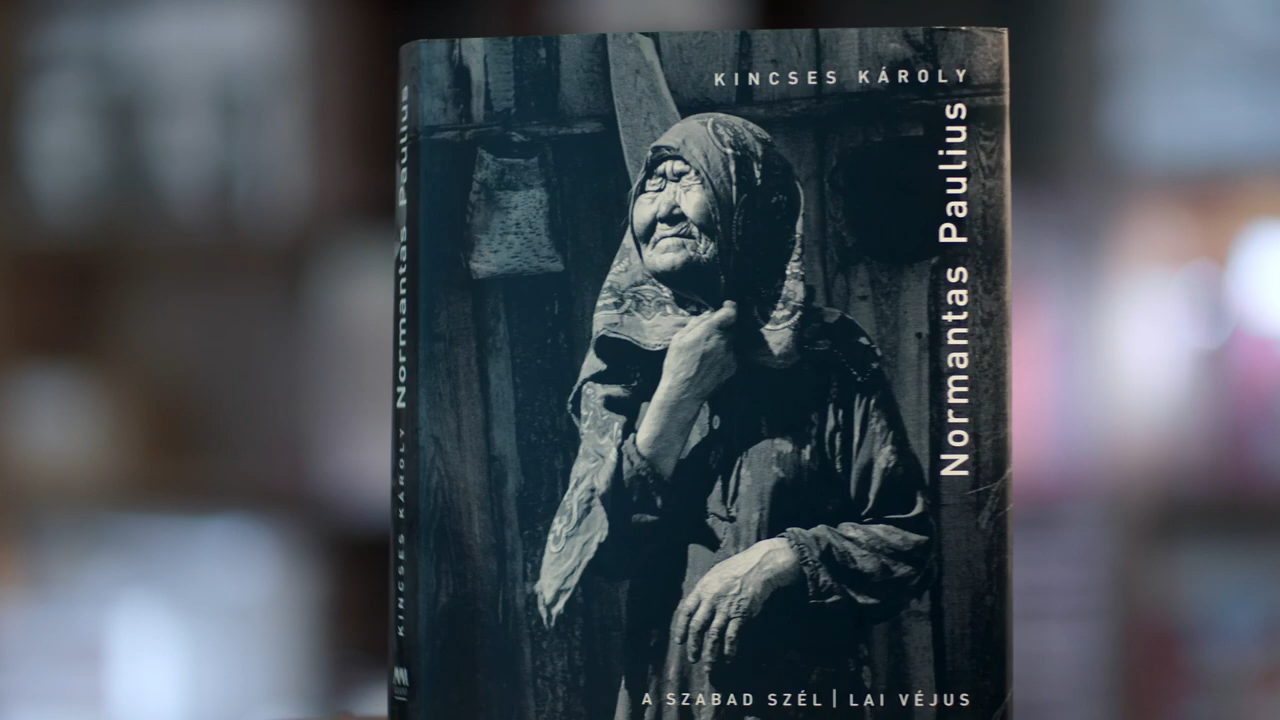 KINCSES KÁROLY
Normantas Paulius
A SZABAD SZÉL | LAI VÉJUS
KINCSES KÁROLY Normantas Paulius